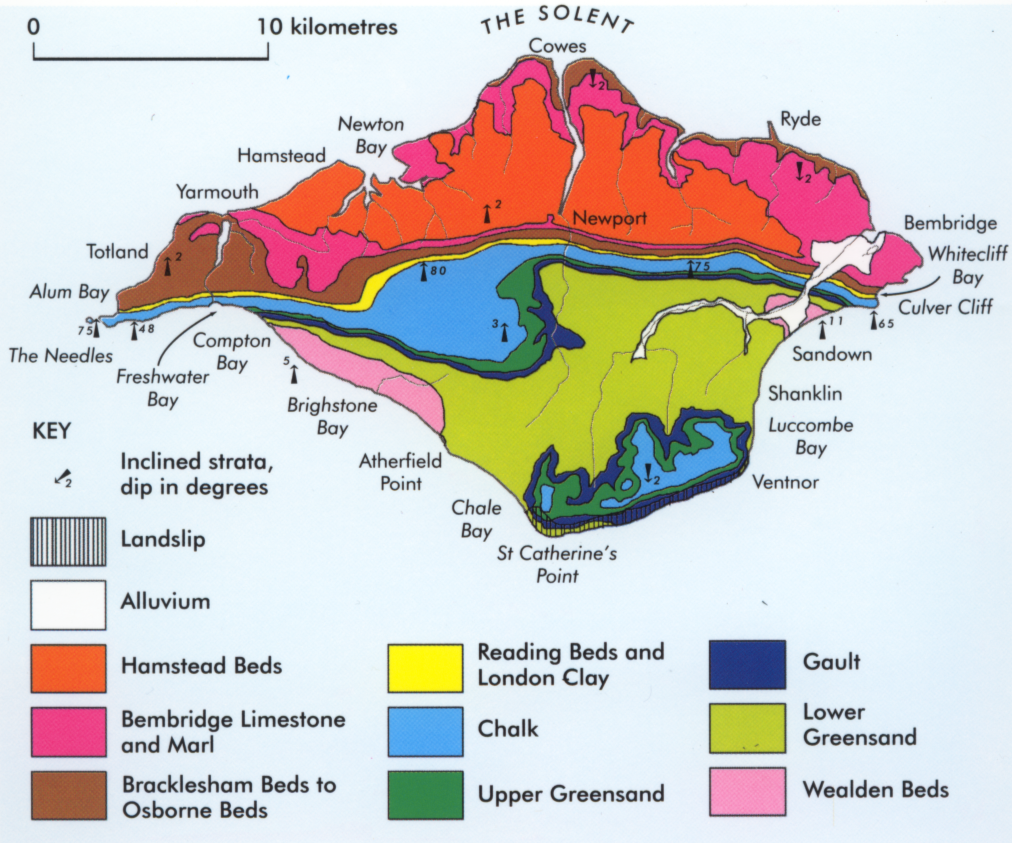 0 10 kilometres
THE SOLENT
Cowes
2
Ryde
Newton
Bay
Hamstead
2
Yarmouth
2
Newport
Bembridge
Totland
2
Whitecliff
Bay
80
75
Alum Bay
Culver Cliff
75
48
3
11
65
The Needles
Compton
Bay
Sandown
Freshwater
Bay
5
Shanklin
Brighstone
Bay
Luccombe
Bay
Atherfield
Point
2
Ventnor
Chale
Bay
St Catherine's
Point
KEY
2
Inclined strata,
dip in degrees
Landslip
Alluvium
Hamstead Beds
Bembridge Limestone
and Marl
Bracklesham Beds to
Osborne Beds
Reading Beds and
London Clay
Chalk
Upper Greensand
Gault
Lower
Greensand
Wealden Beds